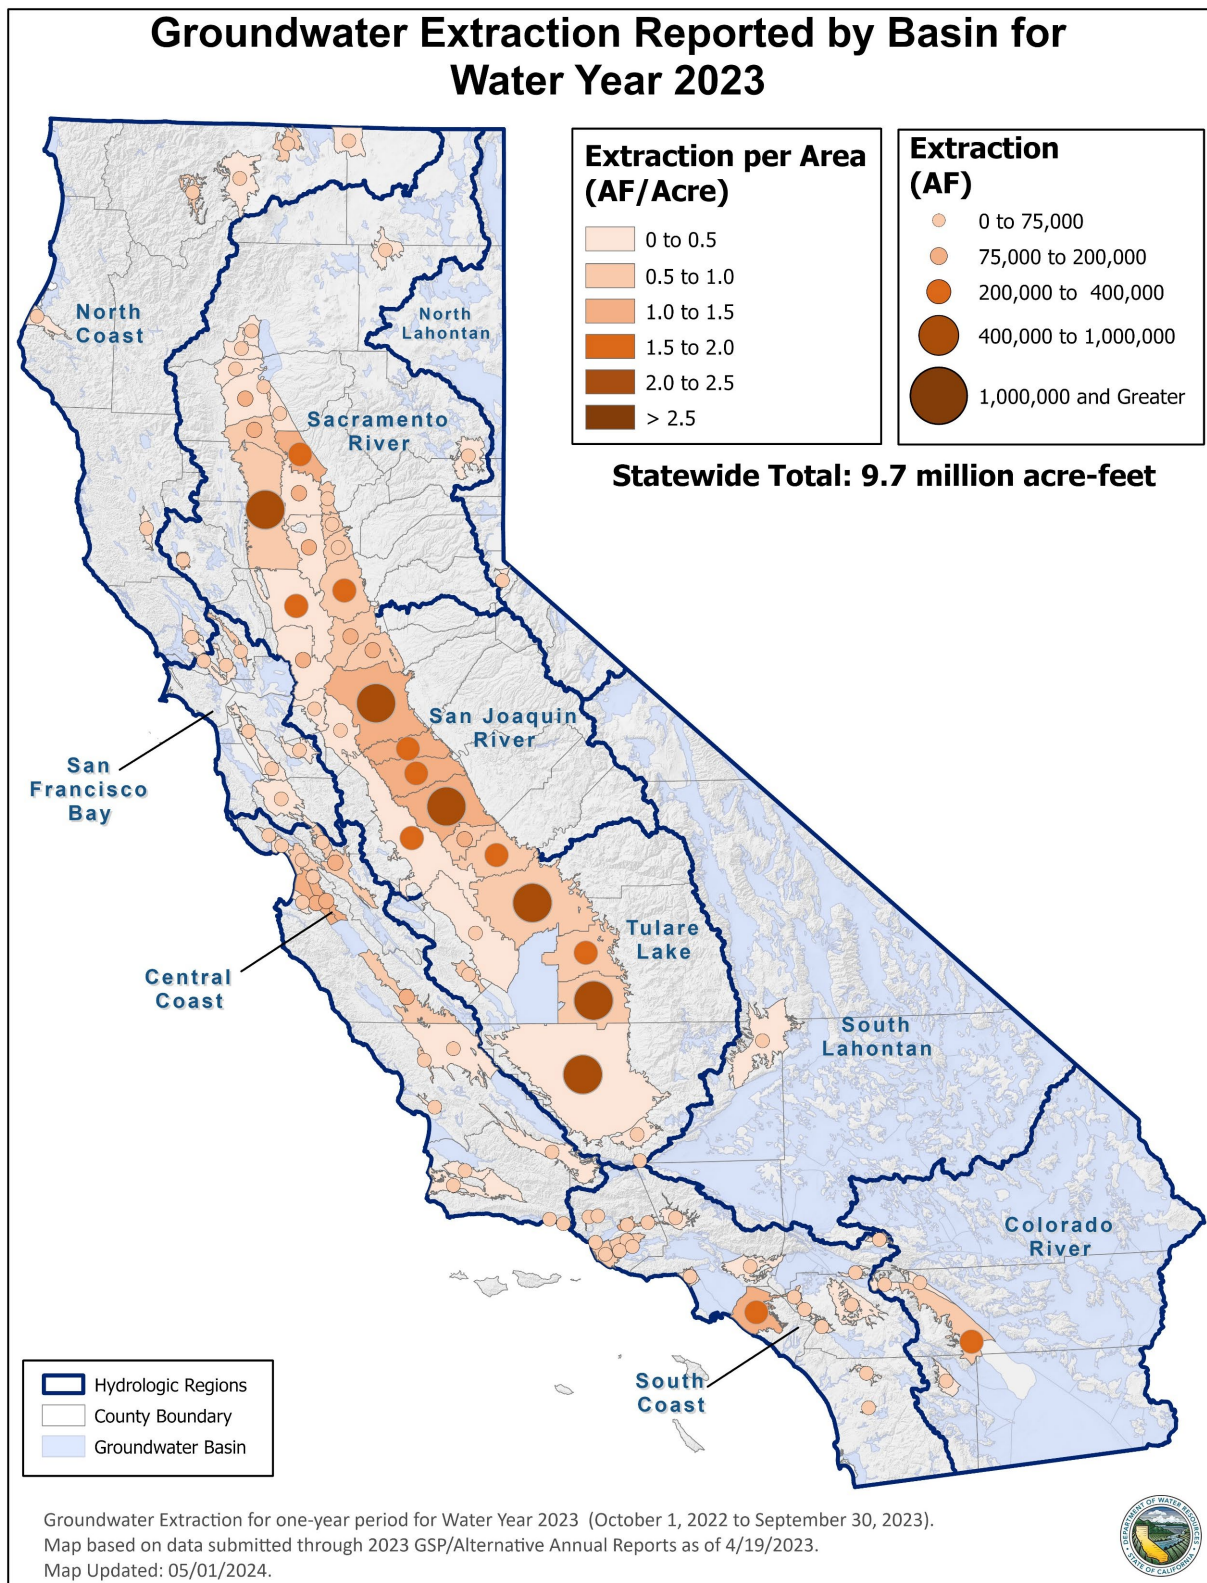 Groundwater Extraction Reported by Basin for
Water Year 2023
Extraction per Area
(AF/Acre)
0 to 0.5
0.5 to 1.0
1.0 to 1.5
1.5 to 2.0
2.0 to 2.5
> 2.5
Extraction
(AF)
0 to 75,000
75,000 to 200,000
200,000 to 400,000
400,000 to 1,000,000
1,000,000 and Greater
Statewide Total: 9.7 million acre-feet
North
Coast
North
Lahontan
Sacramento
River
San Joaquin
River
San
Francisco
Bay
Tulare
Lake
Central
Coast
South
Lahontan
Colorado
River
South
Coast
Hydrologic Regions
County Boundary
Groundwater Basin
Groundwater Extraction for one-year period for Water Year 2023 (October 1, 2022 to September 30, 2023).
Map based on data submitted through 2023 GSP/Alternative Annual Reports as of 4/19/2023.
Map Updated: 05/01/2024.
DEPARTMENT OF WATER RESOURCES
STATE OF CALIFORNIA